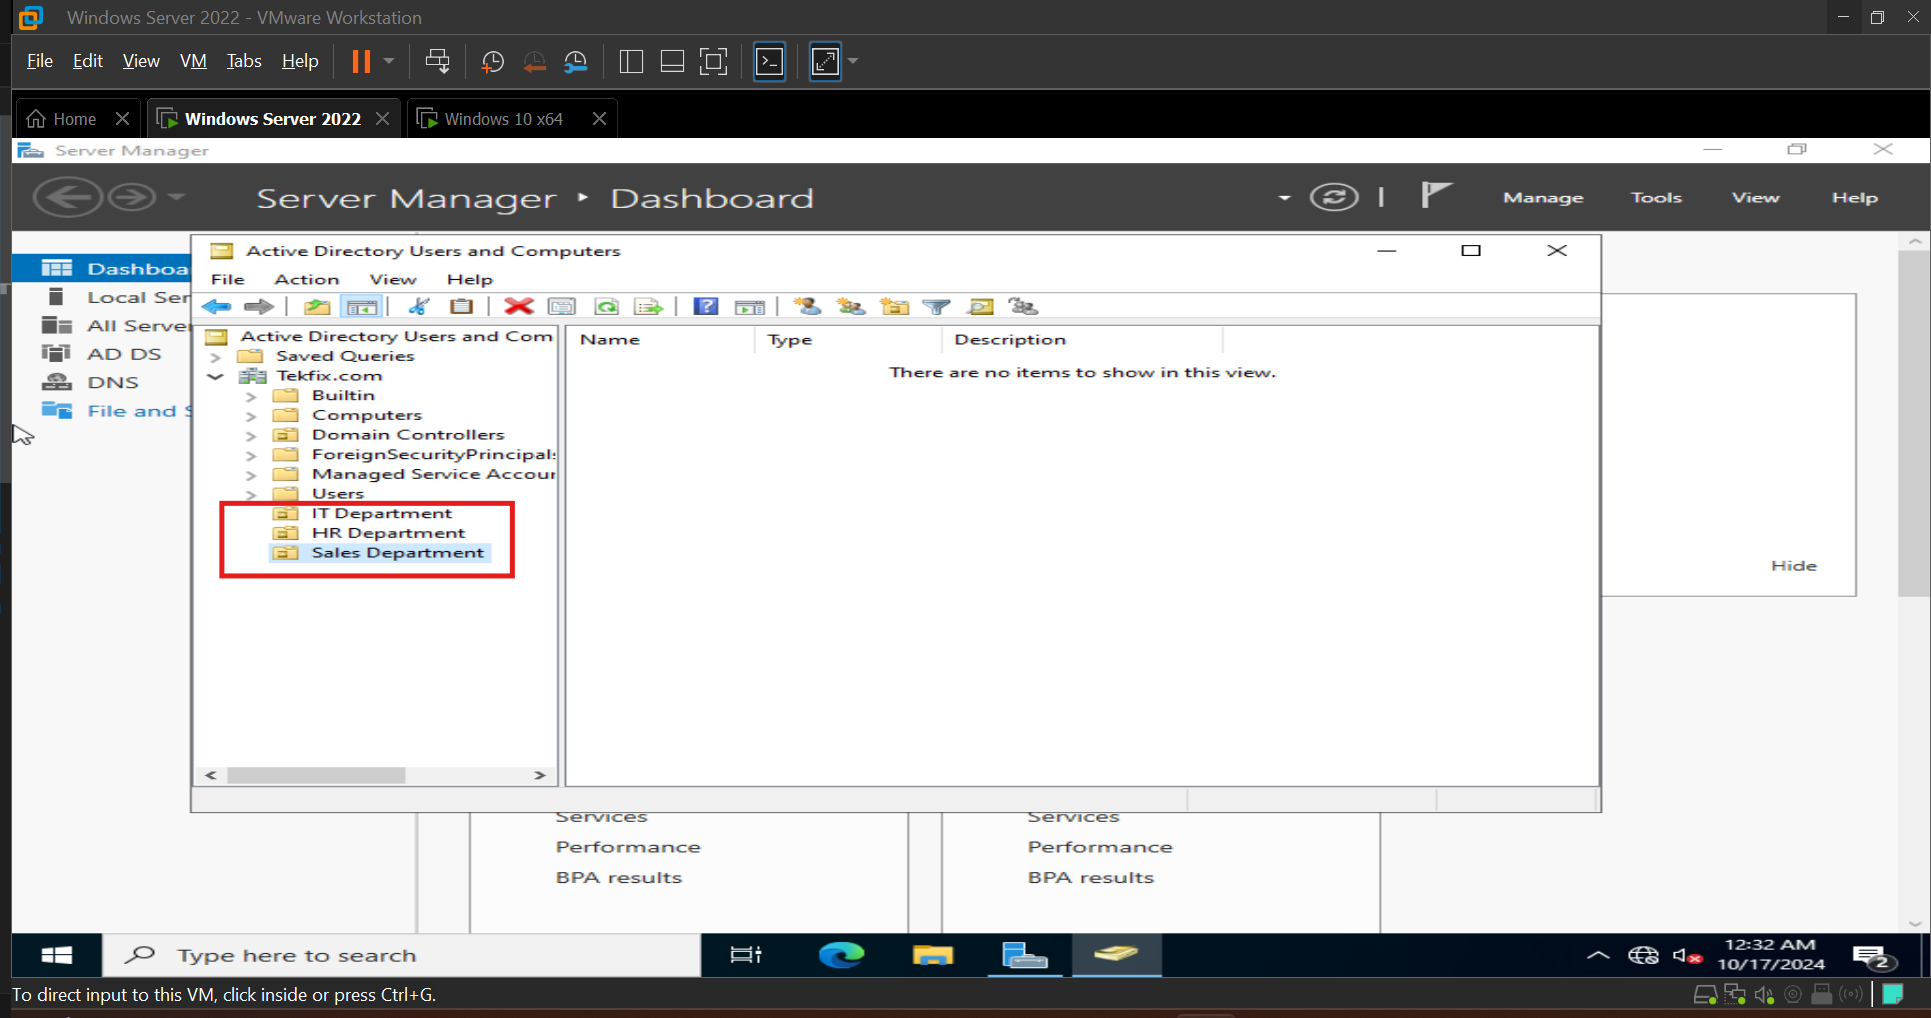 Windows Server 2022 - VMware Workstation
File Edit View VM Tabs Help
Home Windows Server 2022 Windows 10 x64
Server Manager
Server Manager Dashboard
Manage Tools View Help
Dashboa
Local Ser
All Server
AD DS
DNS
File and S
Active Directory Users and Computers
File Action View Help
Active Directory Users and Com
Saved Queries
Tekfix.com
Builtin
Computers
Domain Controllers
ForeignSecurityPrincipals
Managed Service Accour
Users
IT Department
HR Department
Sales Department
Name Type Description
There are no items to show in this view.
Hide
Services
Performance
BPA results
Services
Performance
BPA results
Type here to search
12:32 AM
10/17/2024
2
To direct input to this VM, click inside or press Ctrl+G.